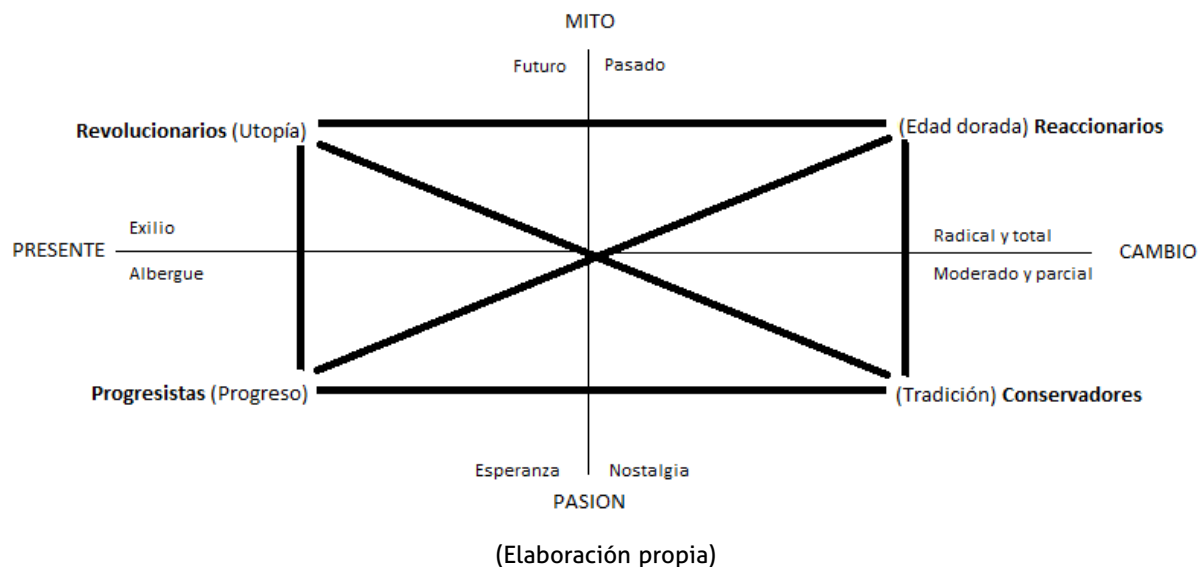 MITO
Futuro Pasado
Revolucionarios (Utopía) (Edad dorada) Reaccionarios
Exilio Radical y total
PRESENTE CAMBIO
Albergue Moderado y parcial
Progresistas (Progreso) (Tradición) Conservadores
Esperanza Nostalgia
PASION
(Elaboración propia)